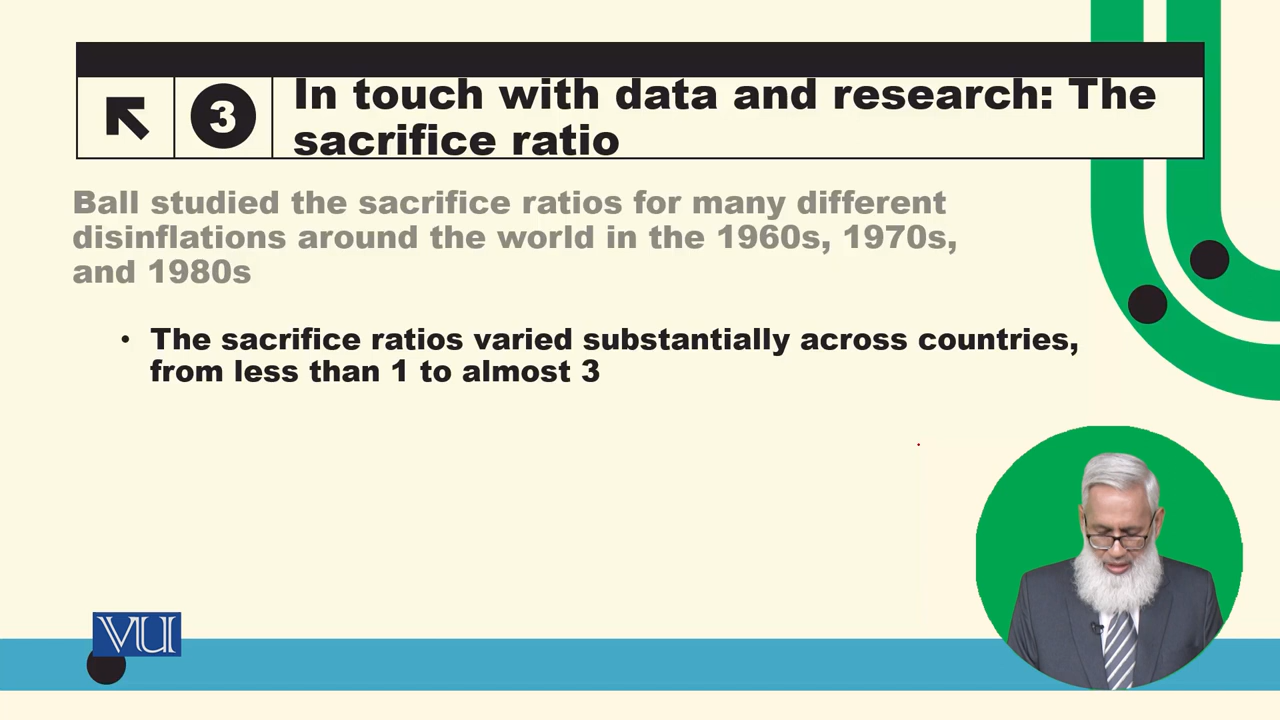 3
In touch with data and research: The
sacrifice ratio
Ball studied the sacrifice ratios for many different
disinflations around the world in the 1960s, 1970s,
and 1980s
• The sacrifice ratios varied substantially across countries,
from less than 1 to almost 3
VU